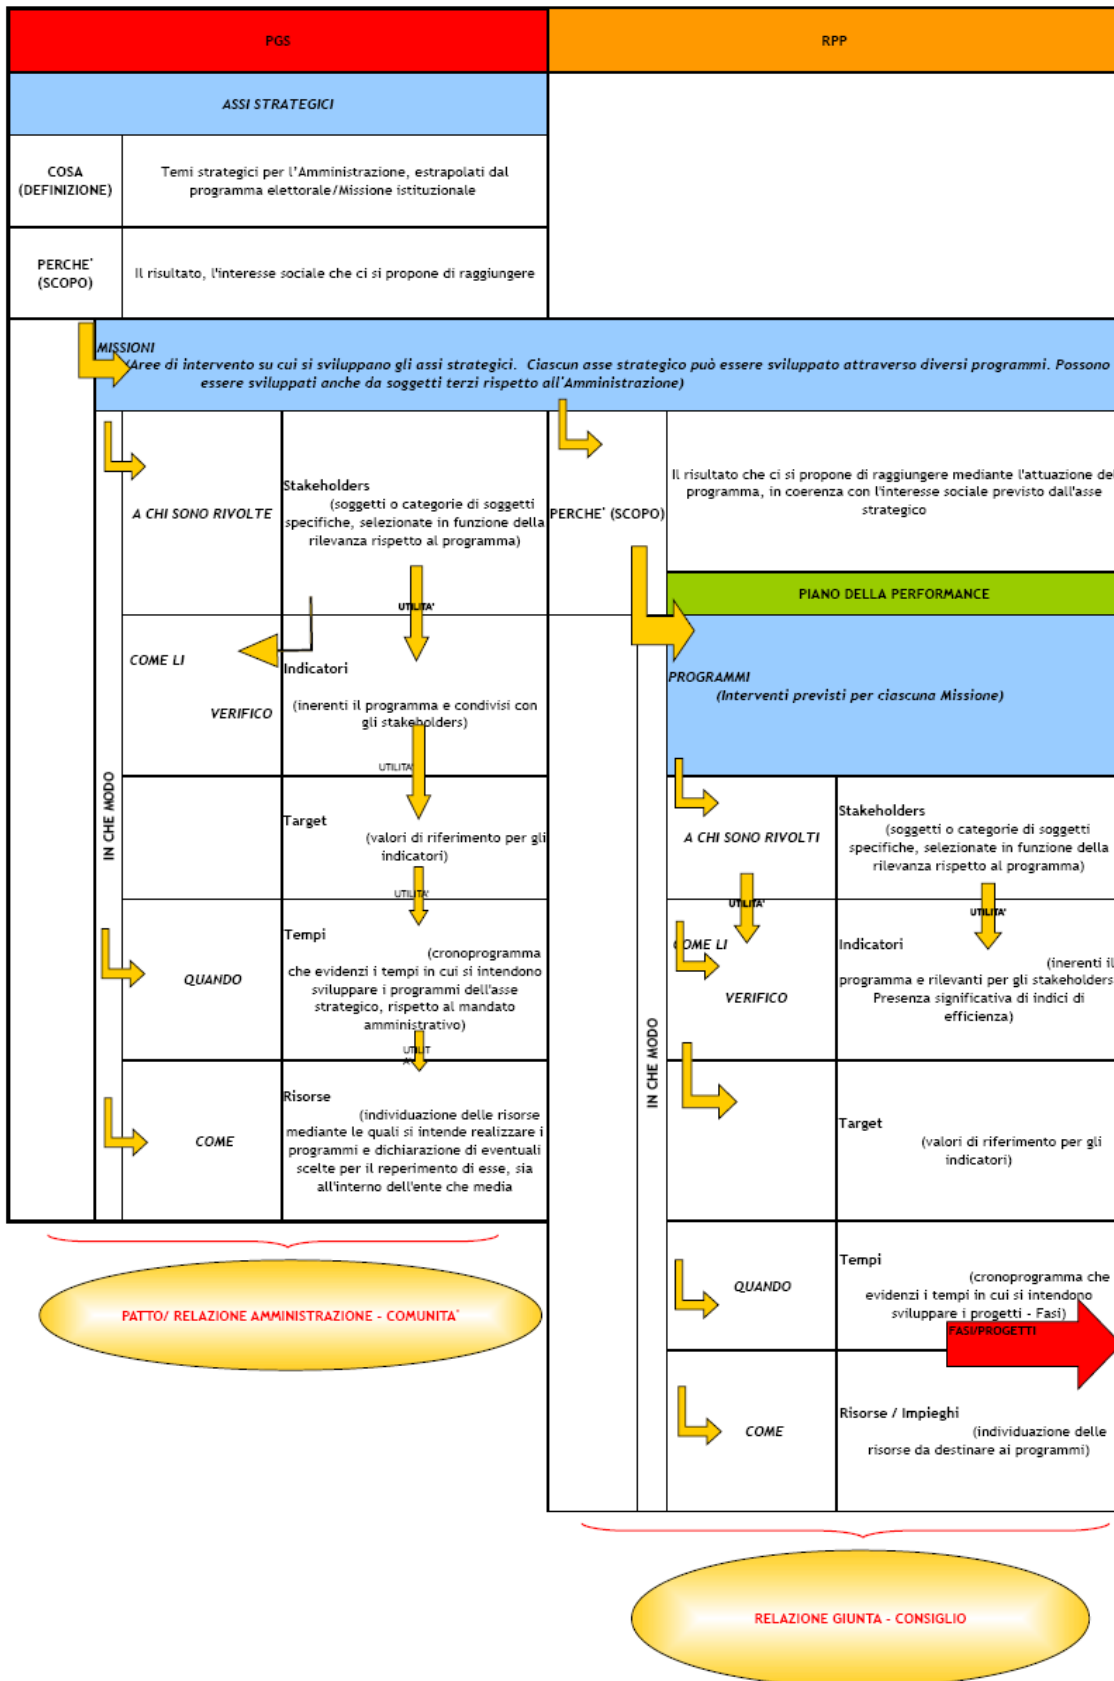 PGS
RPP
ASSI STRATEGICI
COSA
(DEFINIZIONE)
Temi strategici per l'Amministrazione, estrapolati dal
programma elettorale/Missione istituzionale
PERCHE'
(SCOPO)
Il risultato, l'interesse sociale che ci si propone di raggiungere
MISSIONI
(Aree di intervento su cui si sviluppano gli assi strategici. Ciascun asse strategico può essere sviluppato attraverso diversi programmi. Possono
essere sviluppati anche da soggetti terzi rispetto all'Amministrazione)
IN CHE MODO
A CHI SONO RIVOLTE
Stakeholders
(soggetti o categorie di soggetti
specifiche, selezionate in funzione della
rilevanza rispetto al programma)
UTILITA'
COME LI
VERIFICO
Indicatori
(inerenti il programma e condivisi con
gli stakeholders)
UTILITA'
Target
(valori di riferimento per gli
indicatori)
UTILITA'
QUANDO
Tempi
(cronoprogramma
che evidenzi i tempi in cui si intendono
sviluppare i programmi dell'asse
strategico, rispetto al mandato
amministrativo)
UTILIT
A'
COME
Risorse
(individuazione delle risorse
mediante le quali si intende realizzare i
programmi e dichiarazione di eventuali
scelte per il reperimento di esse, sia
all'interno dell'ente che media
PATTO/ RELAZIONE AMMINISTRAZIONE - COMUNITA'
PERCHE' (SCOPO)
Il risultato che ci si propone di raggiungere mediante l'attuazione del
programma, in coerenza con l'interesse sociale previsto dall'asse
strategico
PIANO DELLA PERFORMANCE
PROGRAMMI
(Interventi previsti per ciascuna Missione)
IN CHE MODO
A CHI SONO RIVOLTI
Stakeholders
(soggetti o categorie di soggetti
specifiche, selezionate in funzione della
rilevanza rispetto al programma)
UTILITA'
UTILITA'
COME LI
VERIFICO
Indicatori
(inerenti il
programma e rilevanti per gli stakeholders
Presenza significativa di indici di
efficienza)
Target
(valori di riferimento per gli
indicatori)
QUANDO
Tempi
(cronoprogramma che
evidenzi i tempi in cui si intendono
sviluppare i progetti - Fasi)
FASI/PROGETTI
COME
Risorse / Impieghi
(individuazione delle
risorse da destinare ai programmi)
RELAZIONE GIUNTA - CONSIGLIO